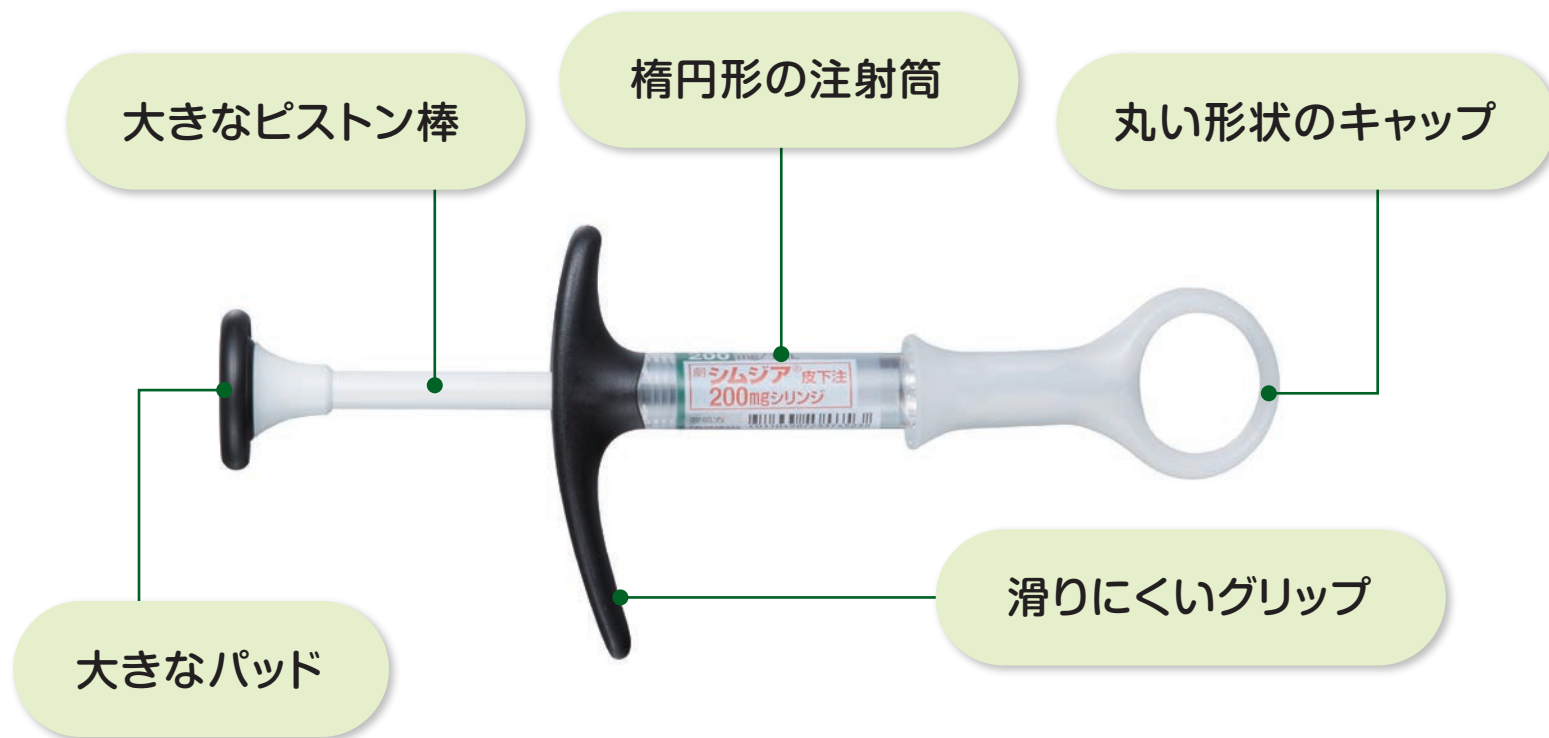 大きなピストン棒
楕円形の注射筒
丸い形状のキャップ
200 mg
シムジア® 皮下注
200mgシリンジ
滑りにくいグリップ
大きなパッド